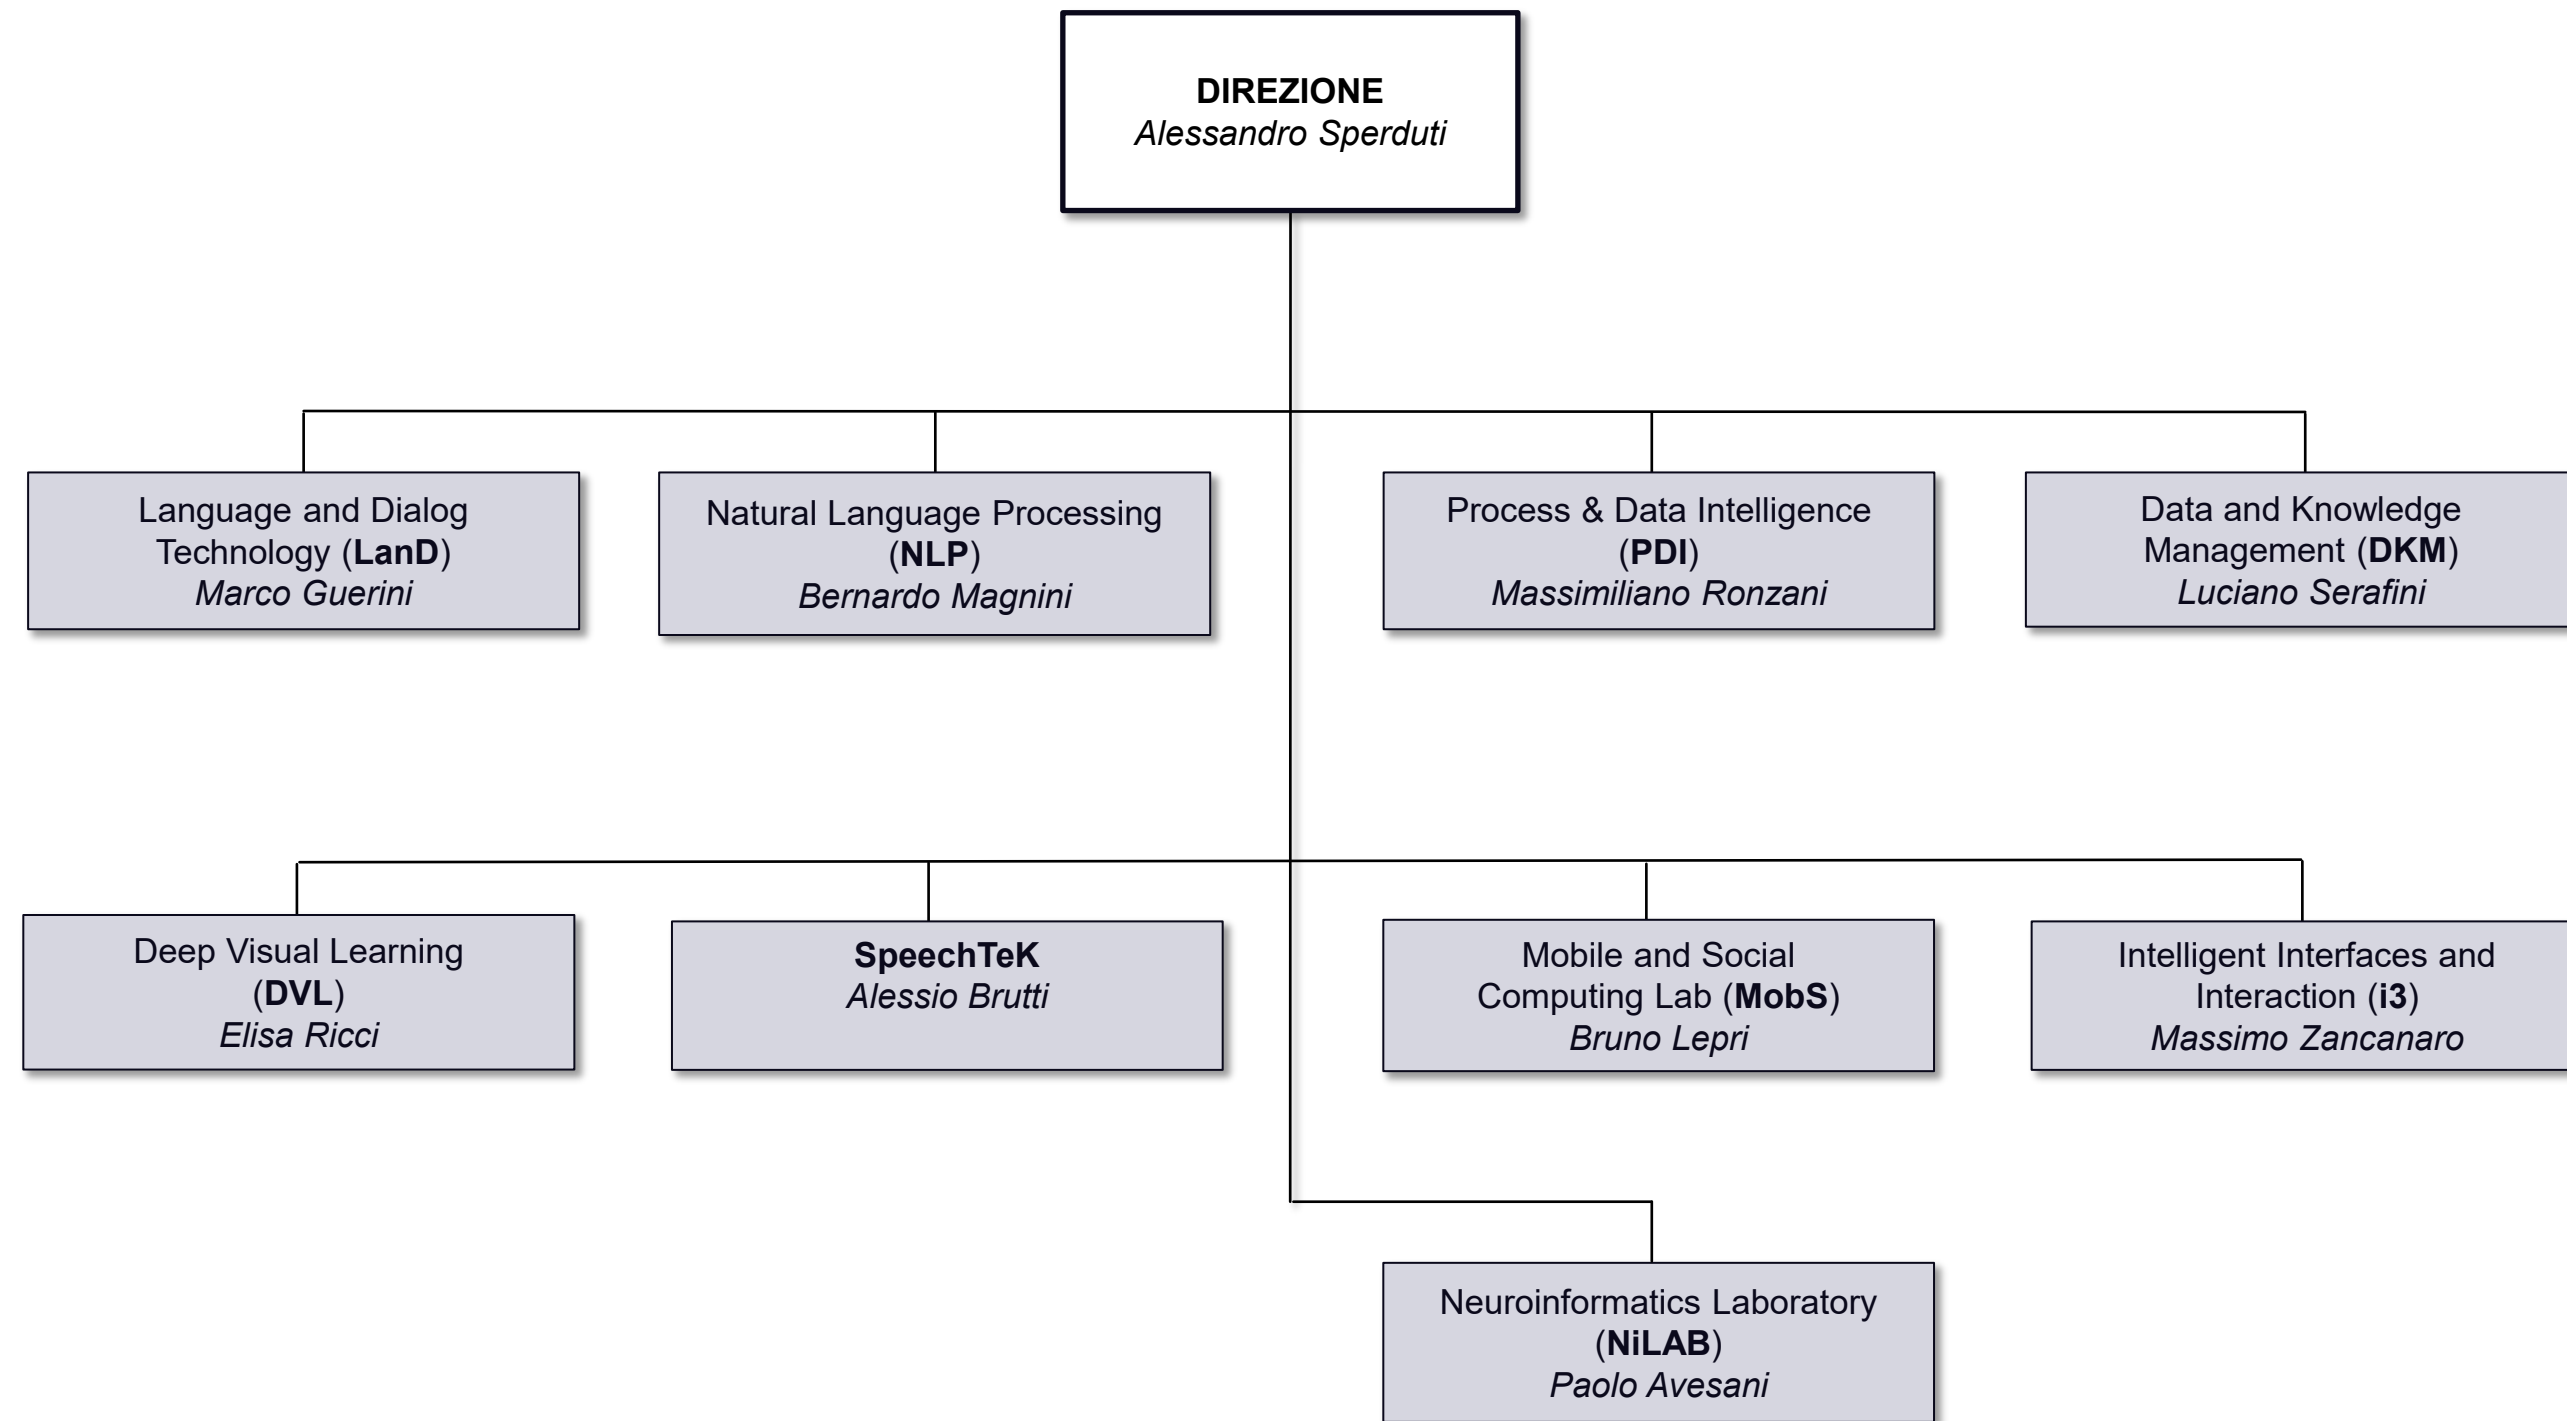 DIREZIONE
Alessandro Sperduti
Language and Dialog
Technology (LanD)
Marco Guerini
Natural Language Processing
(NLP)
Bernardo Magnini
Process & Data Intelligence
(PDI)
Massimiliano Ronzani
Data and Knowledge
Management (DKM)
Luciano Serafini
Deep Visual Learning
(DVL)
Elisa Ricci
SpeechTeK
Alessio Brutti
Mobile and Social
Computing Lab (MobS)
Bruno Lepri
Intelligent Interfaces and
Interaction (i3)
Massimo Zancanaro
Neuroinformatics Laboratory
(NiLAB)
Paolo Avesani